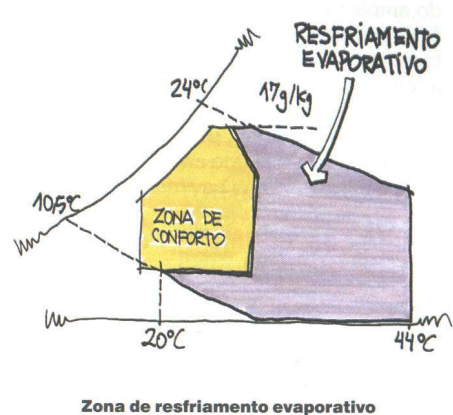 RESFRIAMENTO
EVAPORATIVO
24°C
17g/kg
10,5°C
ZONA DE
CONFORTO
20°C
44°C
Zona de resfriamento evaporativo